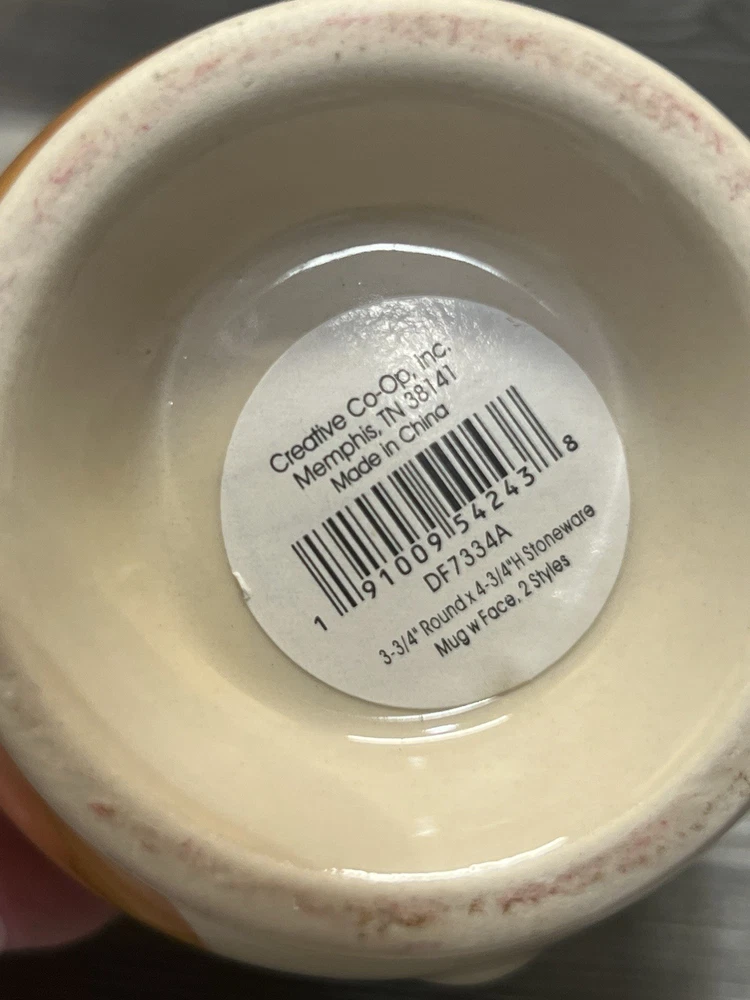 Creative Co-Op, Inc.
Memphis, TN 38141
Made in China
1 91009 54243 8
DF7334A
3-3/4" Round x 4-3/4"H Stoneware
Mug w Face, 2 Styles